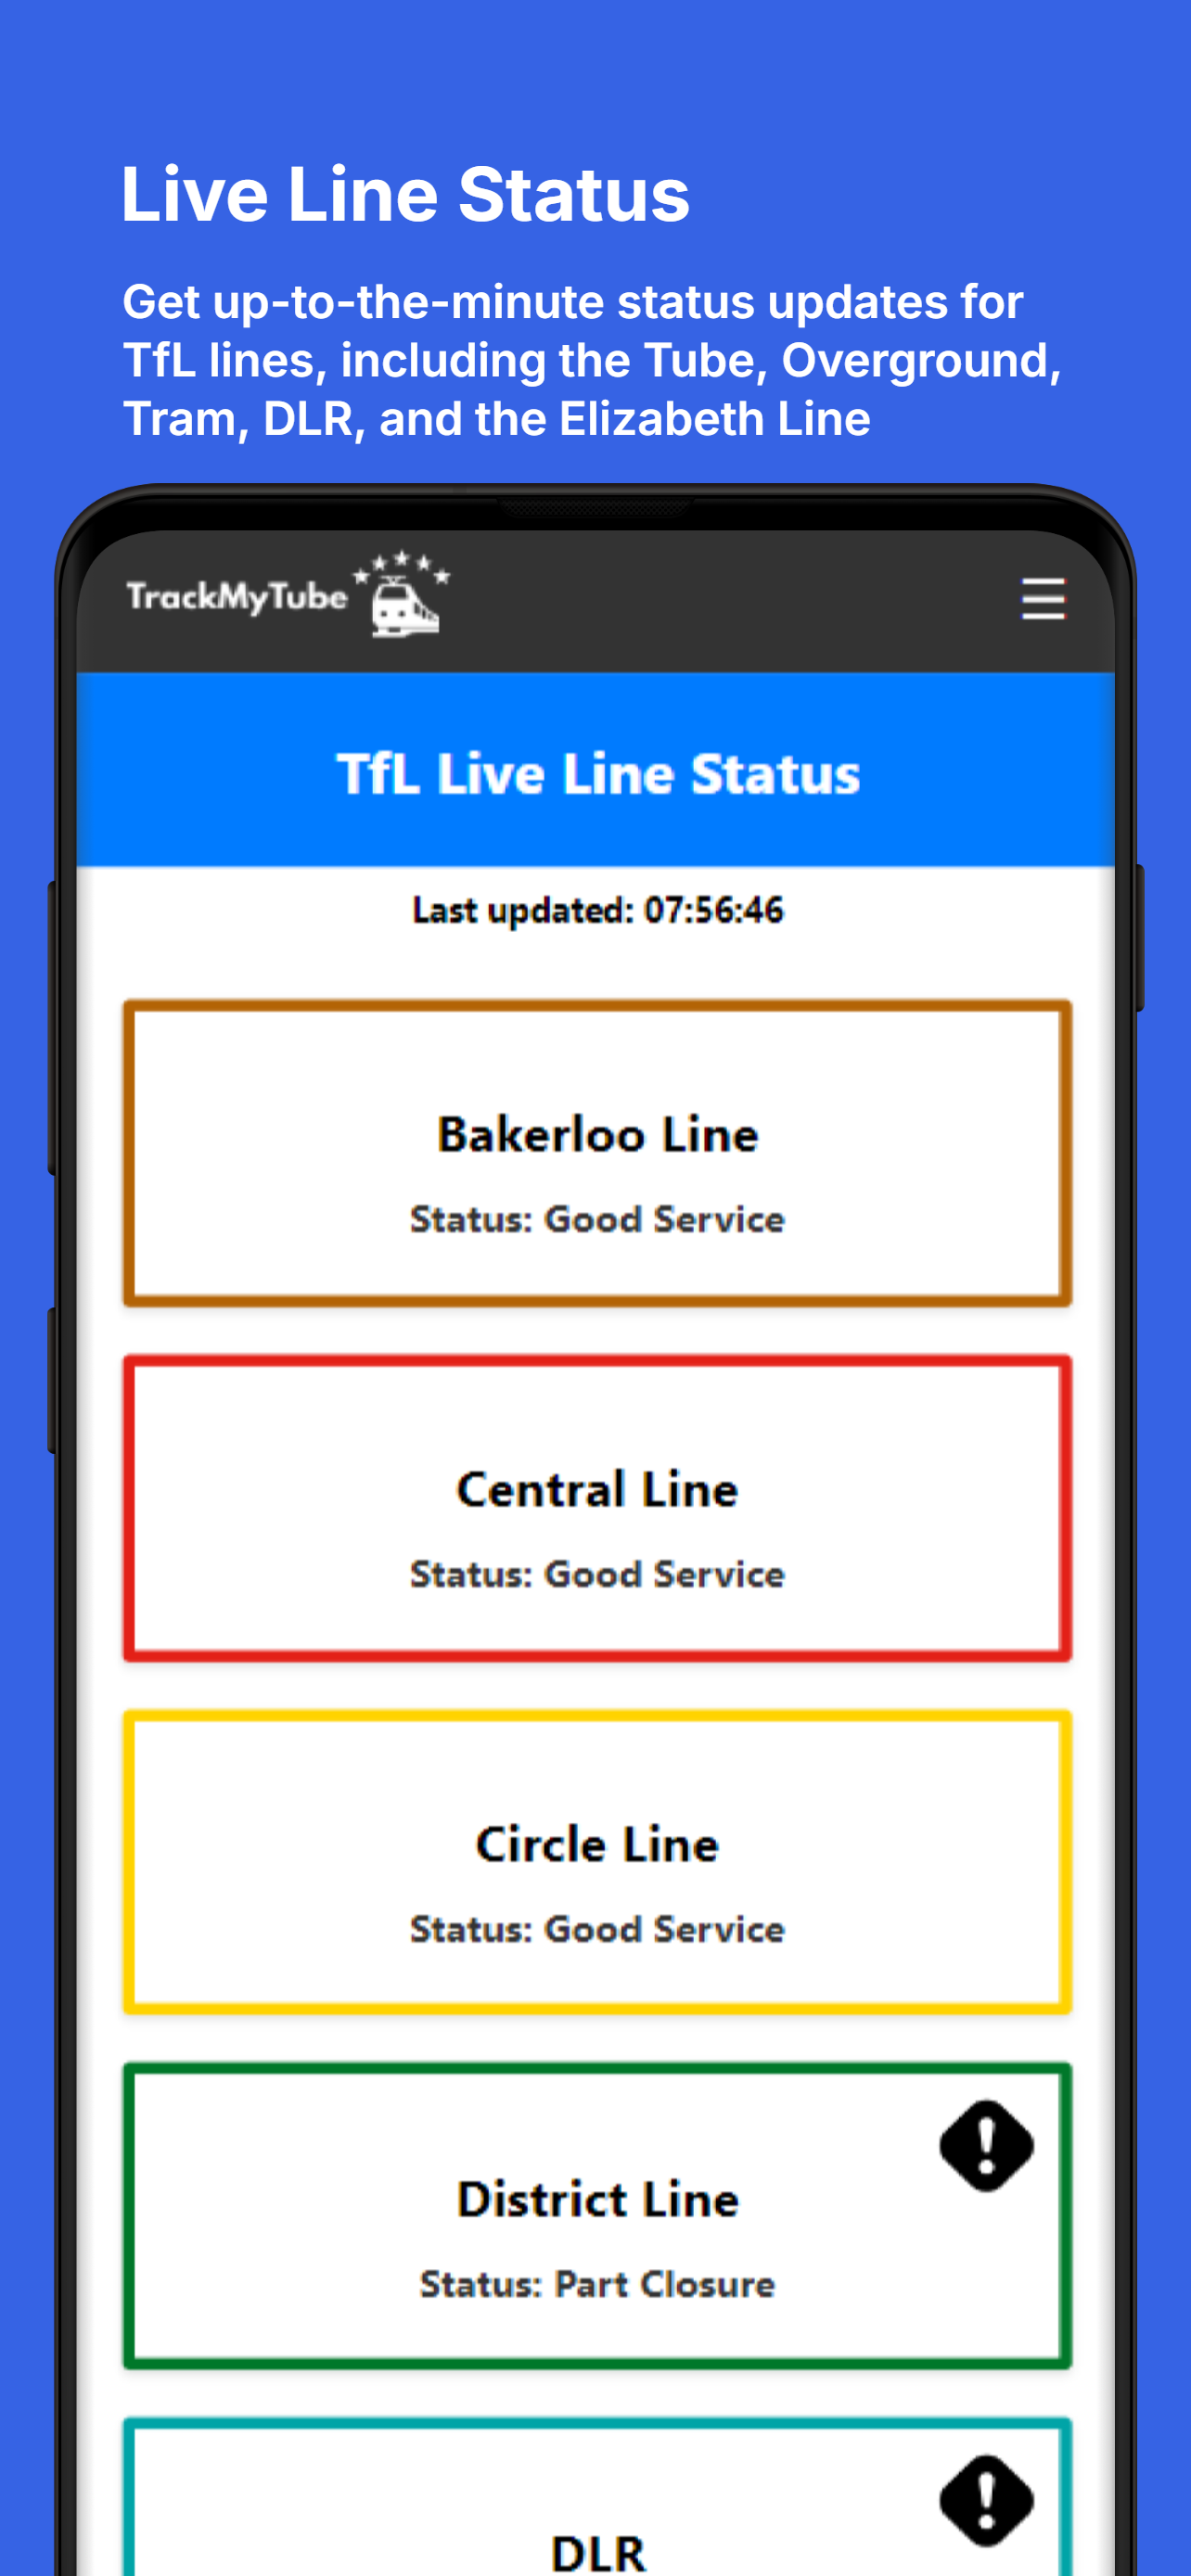 Live Line Status
Get up-to-the-minute status updates for
TfL lines, including the Tube, Overground,
Tram, DLR, and the Elizabeth Line
TrackMyTube
TfL Live Line Status
Last updated: 07:56:46
Bakerloo Line
Status: Good Service
Central Line
Status: Good Service
Circle Line
Status: Good Service
District Line
Status: Part Closure
DLR